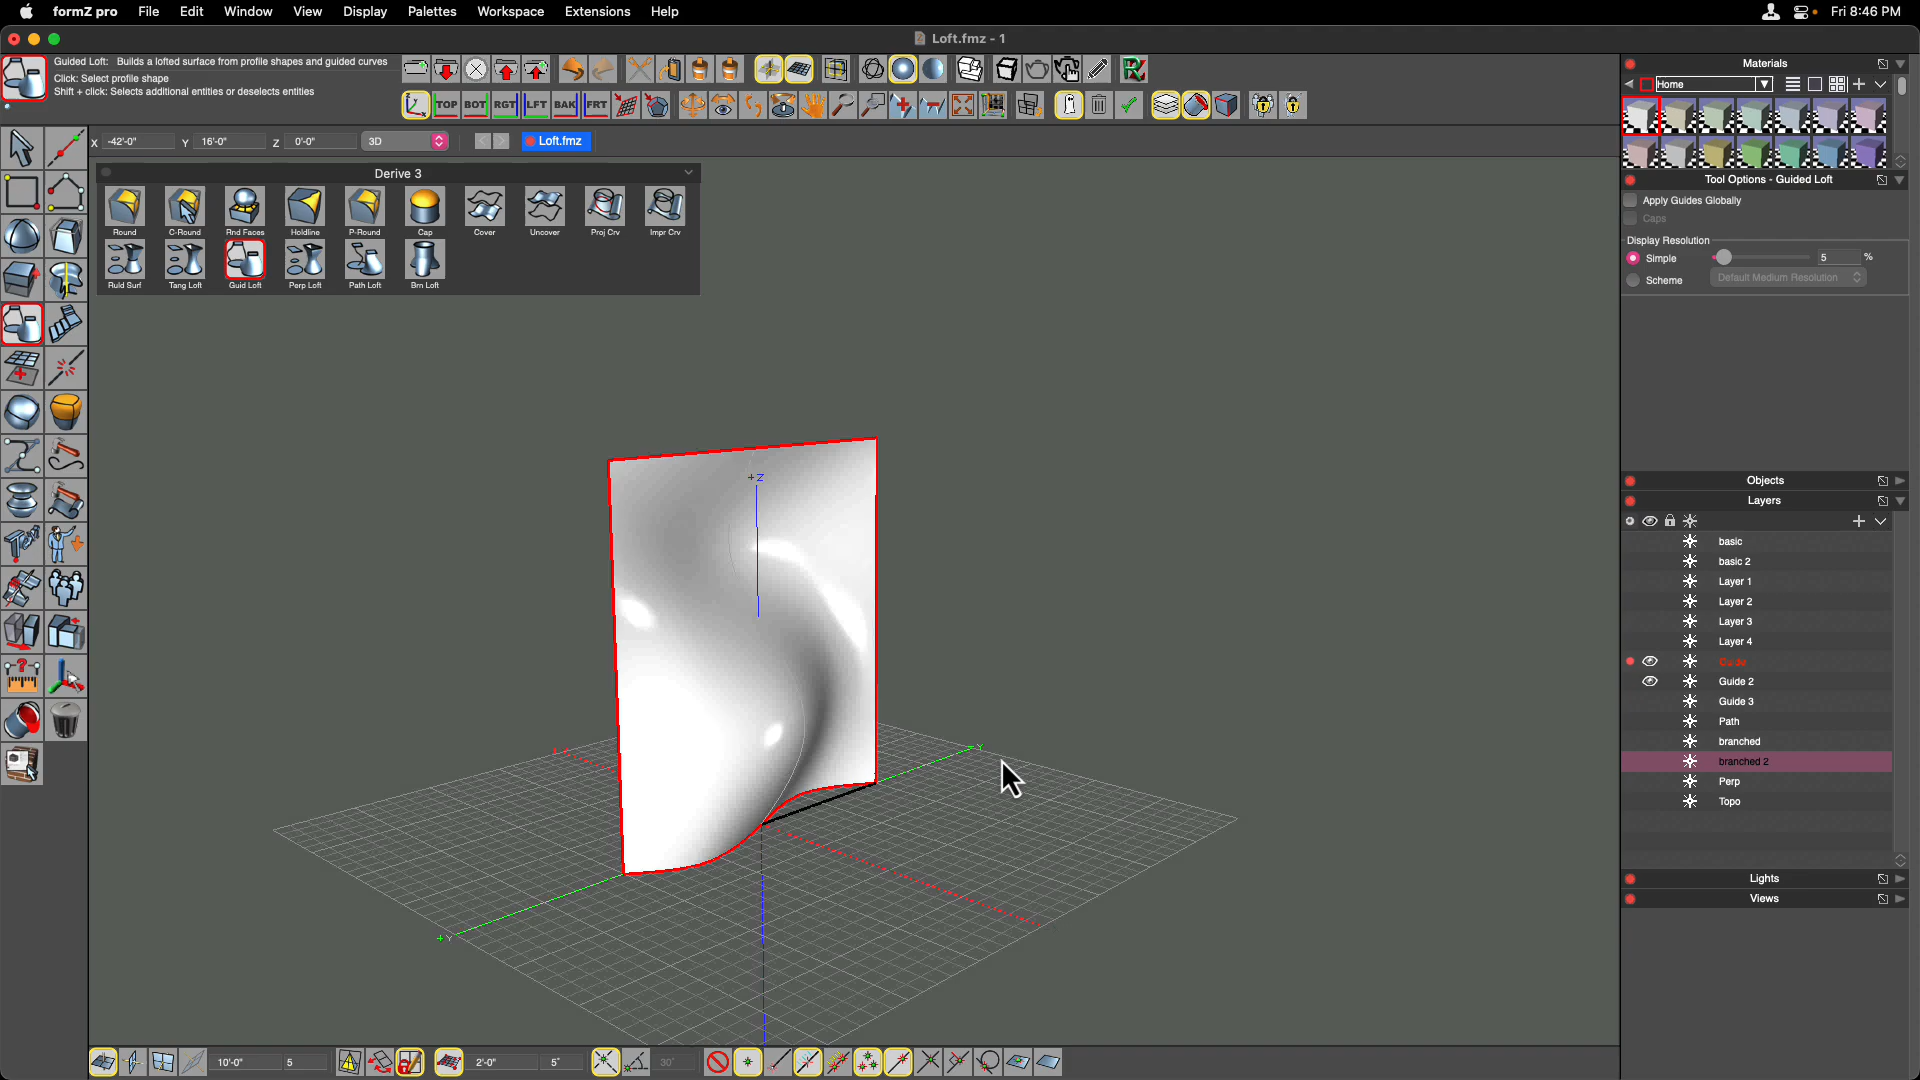 formZ pro File Edit Window View Display Palettes Workspace Extensions Help Fri 8:46 PM
Loft.fmz - 1
Guided Loft: Builds a lofted surface from profile shapes and guided curves
Click: Select profile shape
Shift + click: Selects additional entities or deselects entities
TOP BOT RGT LFT BAK FRT
X -42'-0" Y 16'-0" Z 0'-0" 3D Loft.fmz
Derive 3
Round C-Round Rnd Faces Holdline P-Round Cap Cover Uncover Proj Crv Impr Crv
Ruld Surf Tang Loft Guid Loft Perp Loft Path Loft Brn Loft
+Z
-Y
+Y
Materials
Home
Tool Options - Guided Loft
Apply Guides Globally
Caps
Display Resolution
Simple 5 %
Scheme Default Medium Resolution
Objects
Layers
basic
basic 2
Layer 1
Layer 2
Layer 3
Layer 4
Guide 2
Guide 3
Path
branched
branched 2
Perp
Topo
Lights
Views
10'-0" 5 2'-0" 5° 30°